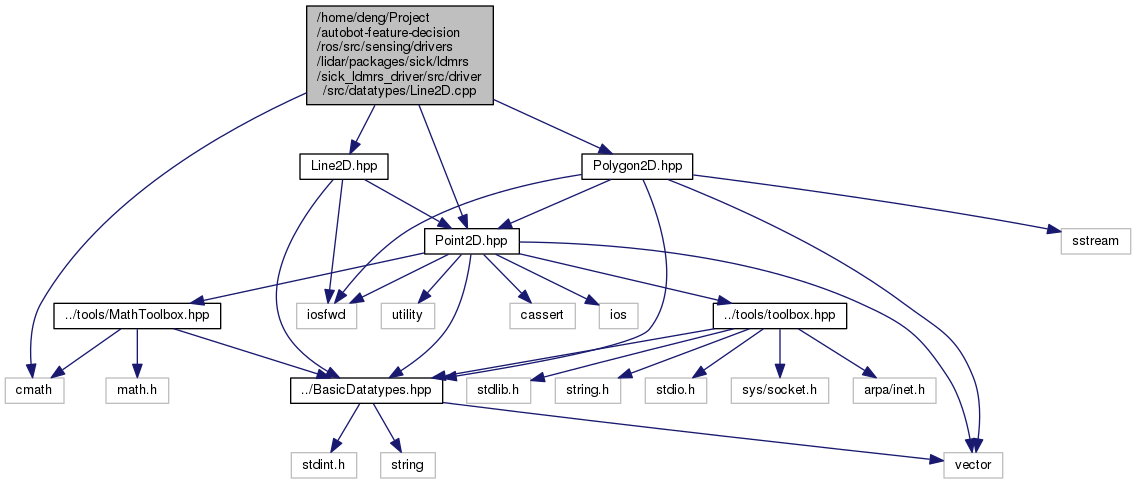 /home/deng/Project
/autobot-feature-decision
/ros/src/sensing/drivers
/lidar/packages/sick/ldmrs
/sick_ldmrs_driver/src/driver
/src/datatypes/Line2D.cpp
Line2D.hpp
Polygon2D.hpp
Point2D.hpp
sstream
../tools/MathToolbox.hpp
iosfwd
utility
cassert
ios
../tools/toolbox.hpp
cmath
math.h
../BasicDatatypes.hpp
stdlib.h
string.h
stdio.h
sys/socket.h
arpa/inet.h
stdint.h
string
vector